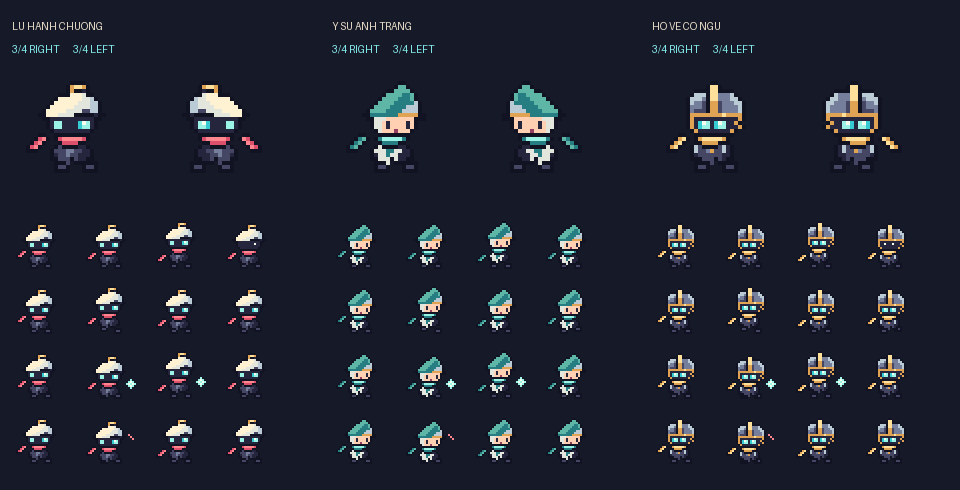 LU HANH CHUONG
3/4 RIGHT 3/4 LEFT
Y SU ANH TRANG
3/4 RIGHT 3/4 LEFT
HO VE CO NGU
3/4 RIGHT 3/4 LEFT